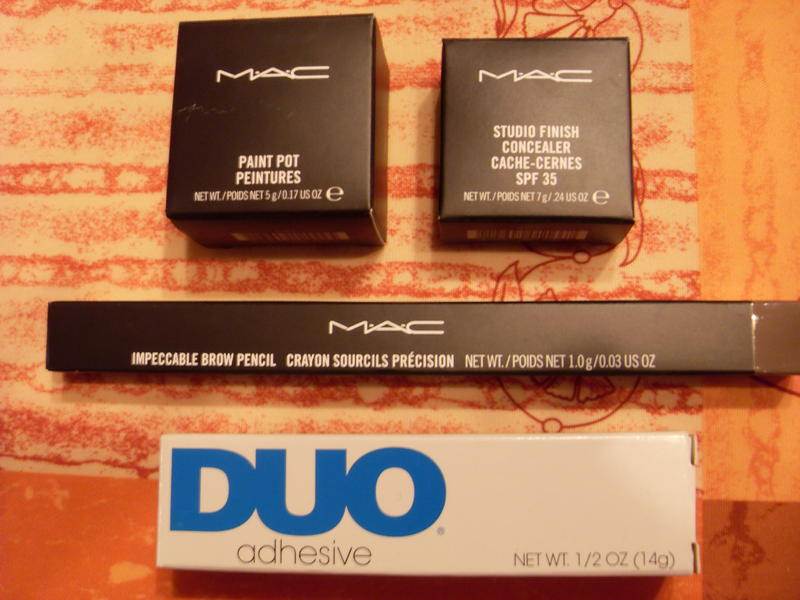 M·A·C
PAINT POT
PEINTURES
NET WT./POIDS NET 5 g/0.17 US OZ ℮
M·A·C
STUDIO FINISH
CONCEALER
CACHE-CERNES
SPF 35
NET WT./POIDS NET 7 g/.24 US OZ ℮
M·A·C
IMPECCABLE BROW PENCIL CRAYON SOURCILS PRÉCISION NET WT./POIDS NET 1.0 g/0.03 US OZ
DUO®
adhesive
NET WT. 1/2 OZ (14g)